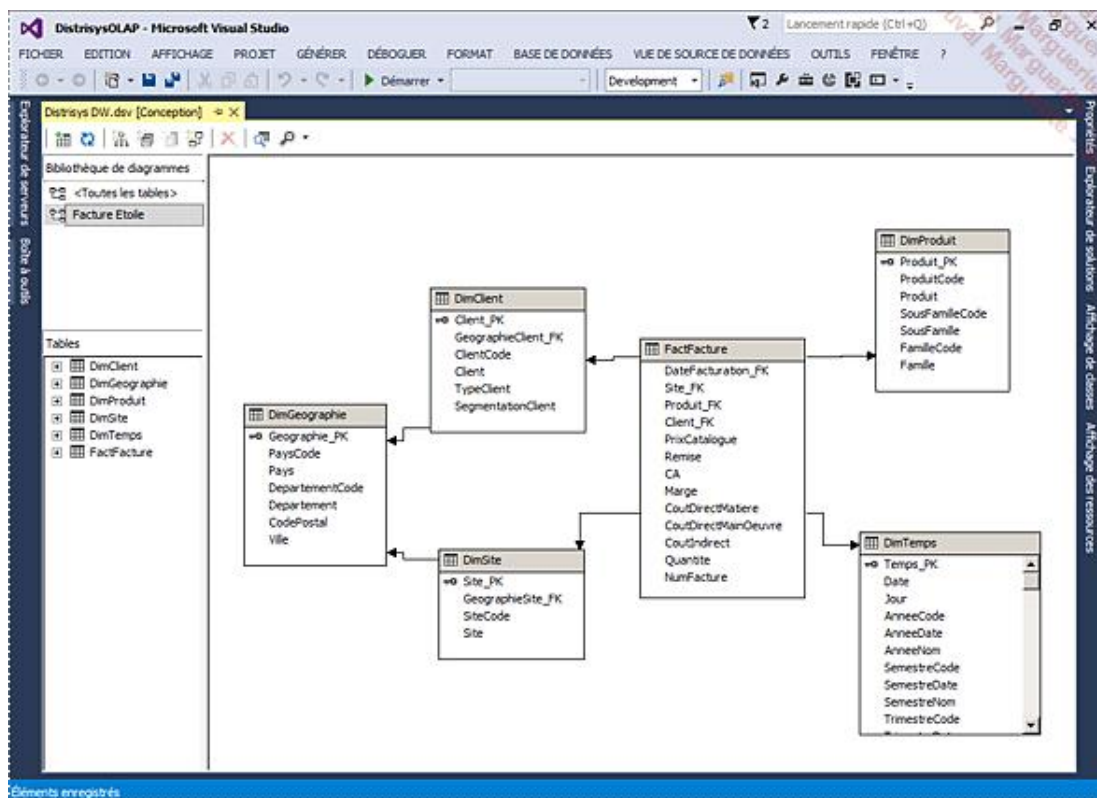 DistrisysOLAP - Microsoft Visual Studio
2
Lancement rapide (Ctrl+Q)
FICHIER EDITION AFFICHAGE PROJET GÉNÉRER DÉBOGUER FORMAT BASE DE DONNÉES VUE DE SOURCE DE DONNÉES OUTILS FENÊTRE ?
Démarrer
Development
Explorateur de serveurs
Boîte à outils
Distrisys DW.dsv [Conception]
Bibliothèque de diagrammes
<Toutes les tables>
Facture Etoile
Tables
DimClient
DimGeographie
DimProduit
DimSite
DimTemps
FactFacture
DimGeographie
Geographie_PK
PaysCode
Pays
DepartementCode
Departement
CodePostal
Ville
DimClient
Client_PK
GeographieClient_FK
ClientCode
Client
TypeClient
SegmentationClient
DimSite
Site_PK
GeographieSite_FK
SiteCode
Site
FactFacture
DateFacturation_FK
Site_FK
Produit_FK
Client_FK
PrixCatalogue
Remise
CA
Marge
CoutDirectMatiere
CoutDirectMainOeuvre
CoutIndirect
Quantite
NumFacture
DimProduit
Produit_PK
ProduitCode
Produit
SousFamilleCode
SousFamille
FamilleCode
Famille
DimTemps
Temps_PK
Date
Jour
AnneeCode
AnneeDate
AnneeNom
SemestreCode
SemestreDate
SemestreNom
TrimestreCode
Propriétés
Explorateur de solutions
Affichage de classes
Affichage des ressources
Éléments enregistrés